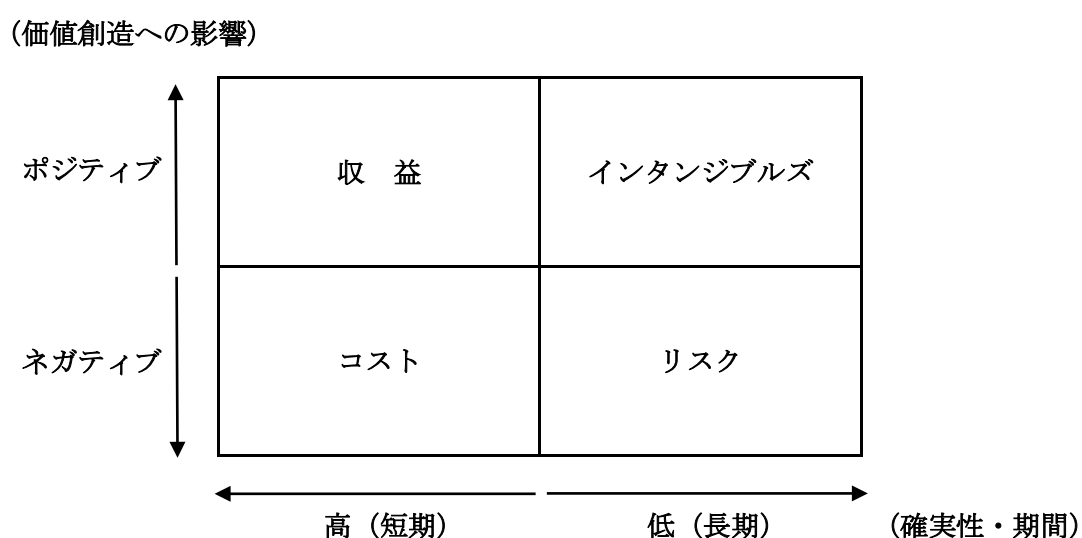 (価値創造への影響)
ポジティブ
収　益
インタンジブルズ
ネガティブ
コスト
リスク
高（短期）
低（長期）
（確実性・期間）